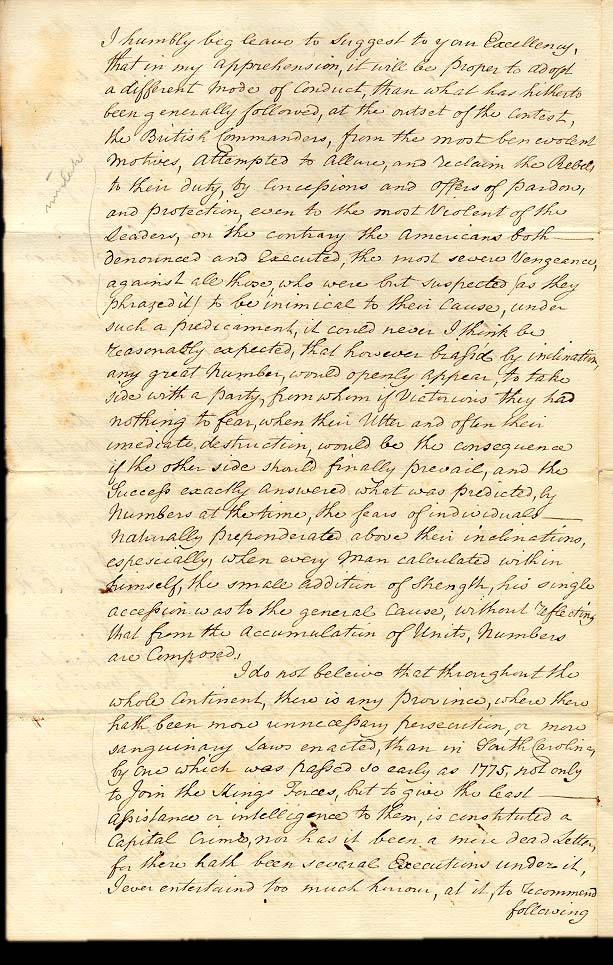 I humbly beg leave to suggest to your Excellency,
that in my apprehension, it will be proper to adopt
a different mode of Conduct, than what has hitherto
been generally followed, at the outset of the Contest,
the British Commanders, from the most benevolent
Motives, Attempted to Allure, and reclaim the Rebels
to their duty, by Concessions and offers of pardon,
and protection, even to the most Violent of the
Leaders, on the contrary the Americans both
denounced and Executed, the most severe Vengeance,
against all those, who were but suspected (as they
phrazed it) to be inimical to their Cause, under
such a predicament, it could never I think be
reasonably expected, that however byass'd by inclination,
any great Number, would openly appear, to take
side with a party, from whom if Victorious they had
nothing to fear, when their Utter and often their
imediate destruction, would be the consequence
if the other side should finally prevail, and the
Success exactly answered what was predicted, by
Numbers at the time, the fears of individuals
Naturally preponderated above their inclinations,
especially, when every Man calculated within
himself, the small addition of Strength, his single
accession was to the general Cause, without reflecting
that from the Accumulation of Units, Numbers
are Composed.
I do not beleive that throughout the
whole Continent, there is any province, where there
hath been more unnecessary persecution, or more
sanguinary Laws enacted, than in South Carolina,
by one which was passed so early as 1775, not only
to Join the Kings Forces, but to give the least
assistance or intelligence to them, is constituted a
Capital Crime, nor has it been a mere dead Letter,
for there hath been several Executions under it,
I ever entertaind too much horrour, at it, to recommend
following